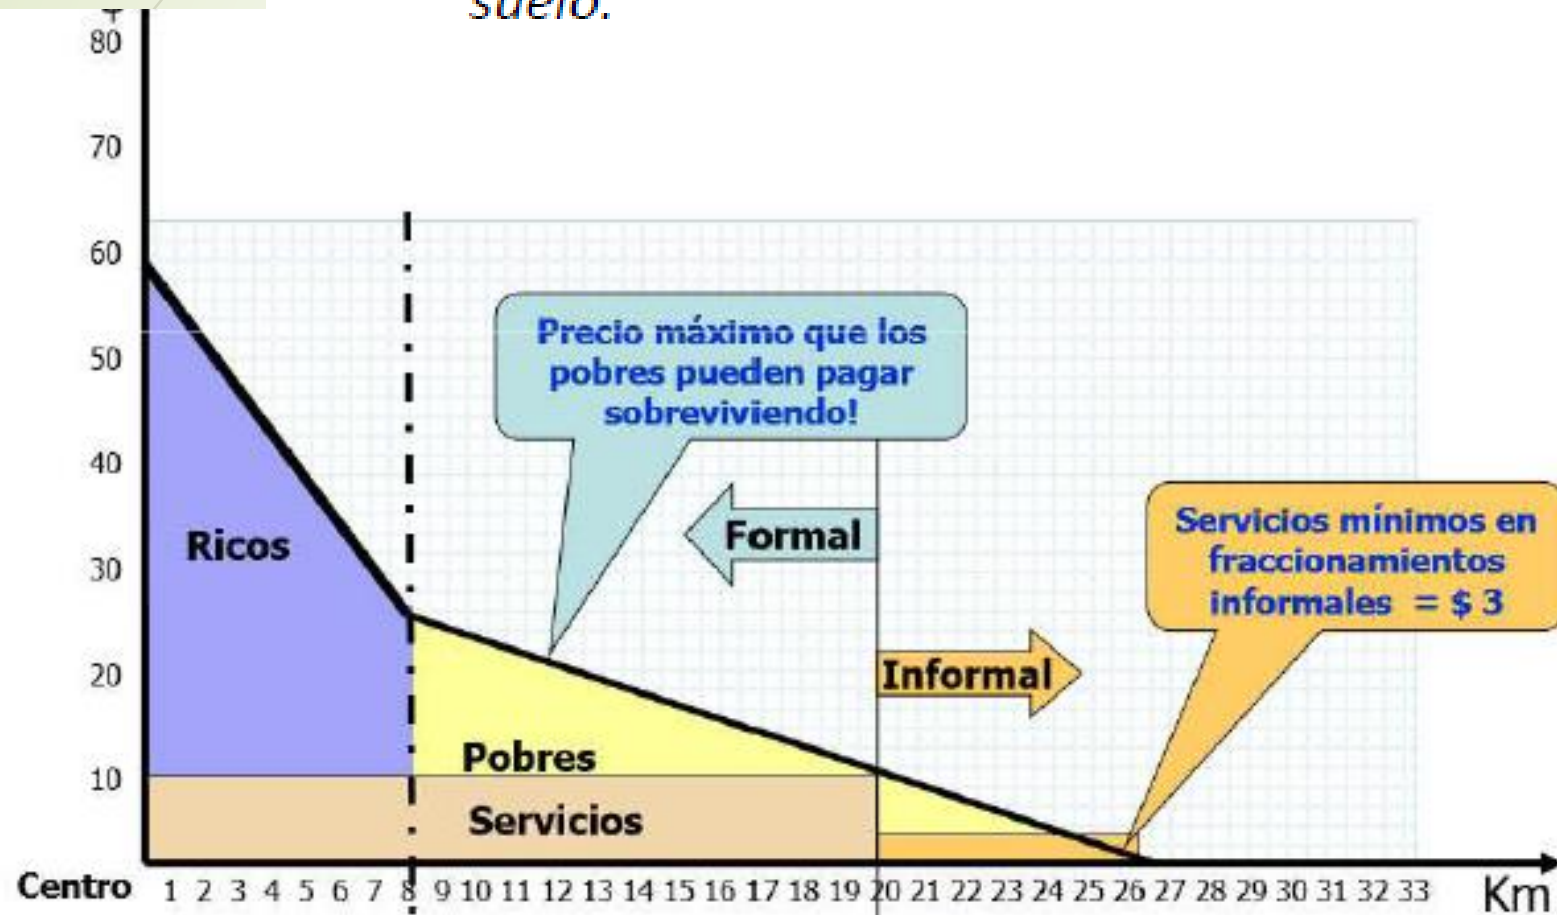 suelo.
$
80
70
60
50
40
30
20
10
Precio máximo que los
pobres pueden pagar
sobreviviendo!
Formal
Informal
Servicios mínimos en
fraccionamientos
informales = $ 3
Ricos
Pobres
Servicios
Centro 1 2 3 4 5 6 7 8 9 10 11 12 13 14 15 16 17 18 19 20 21 22 23 24 25 26 27 28 29 30 31 32 33 Km